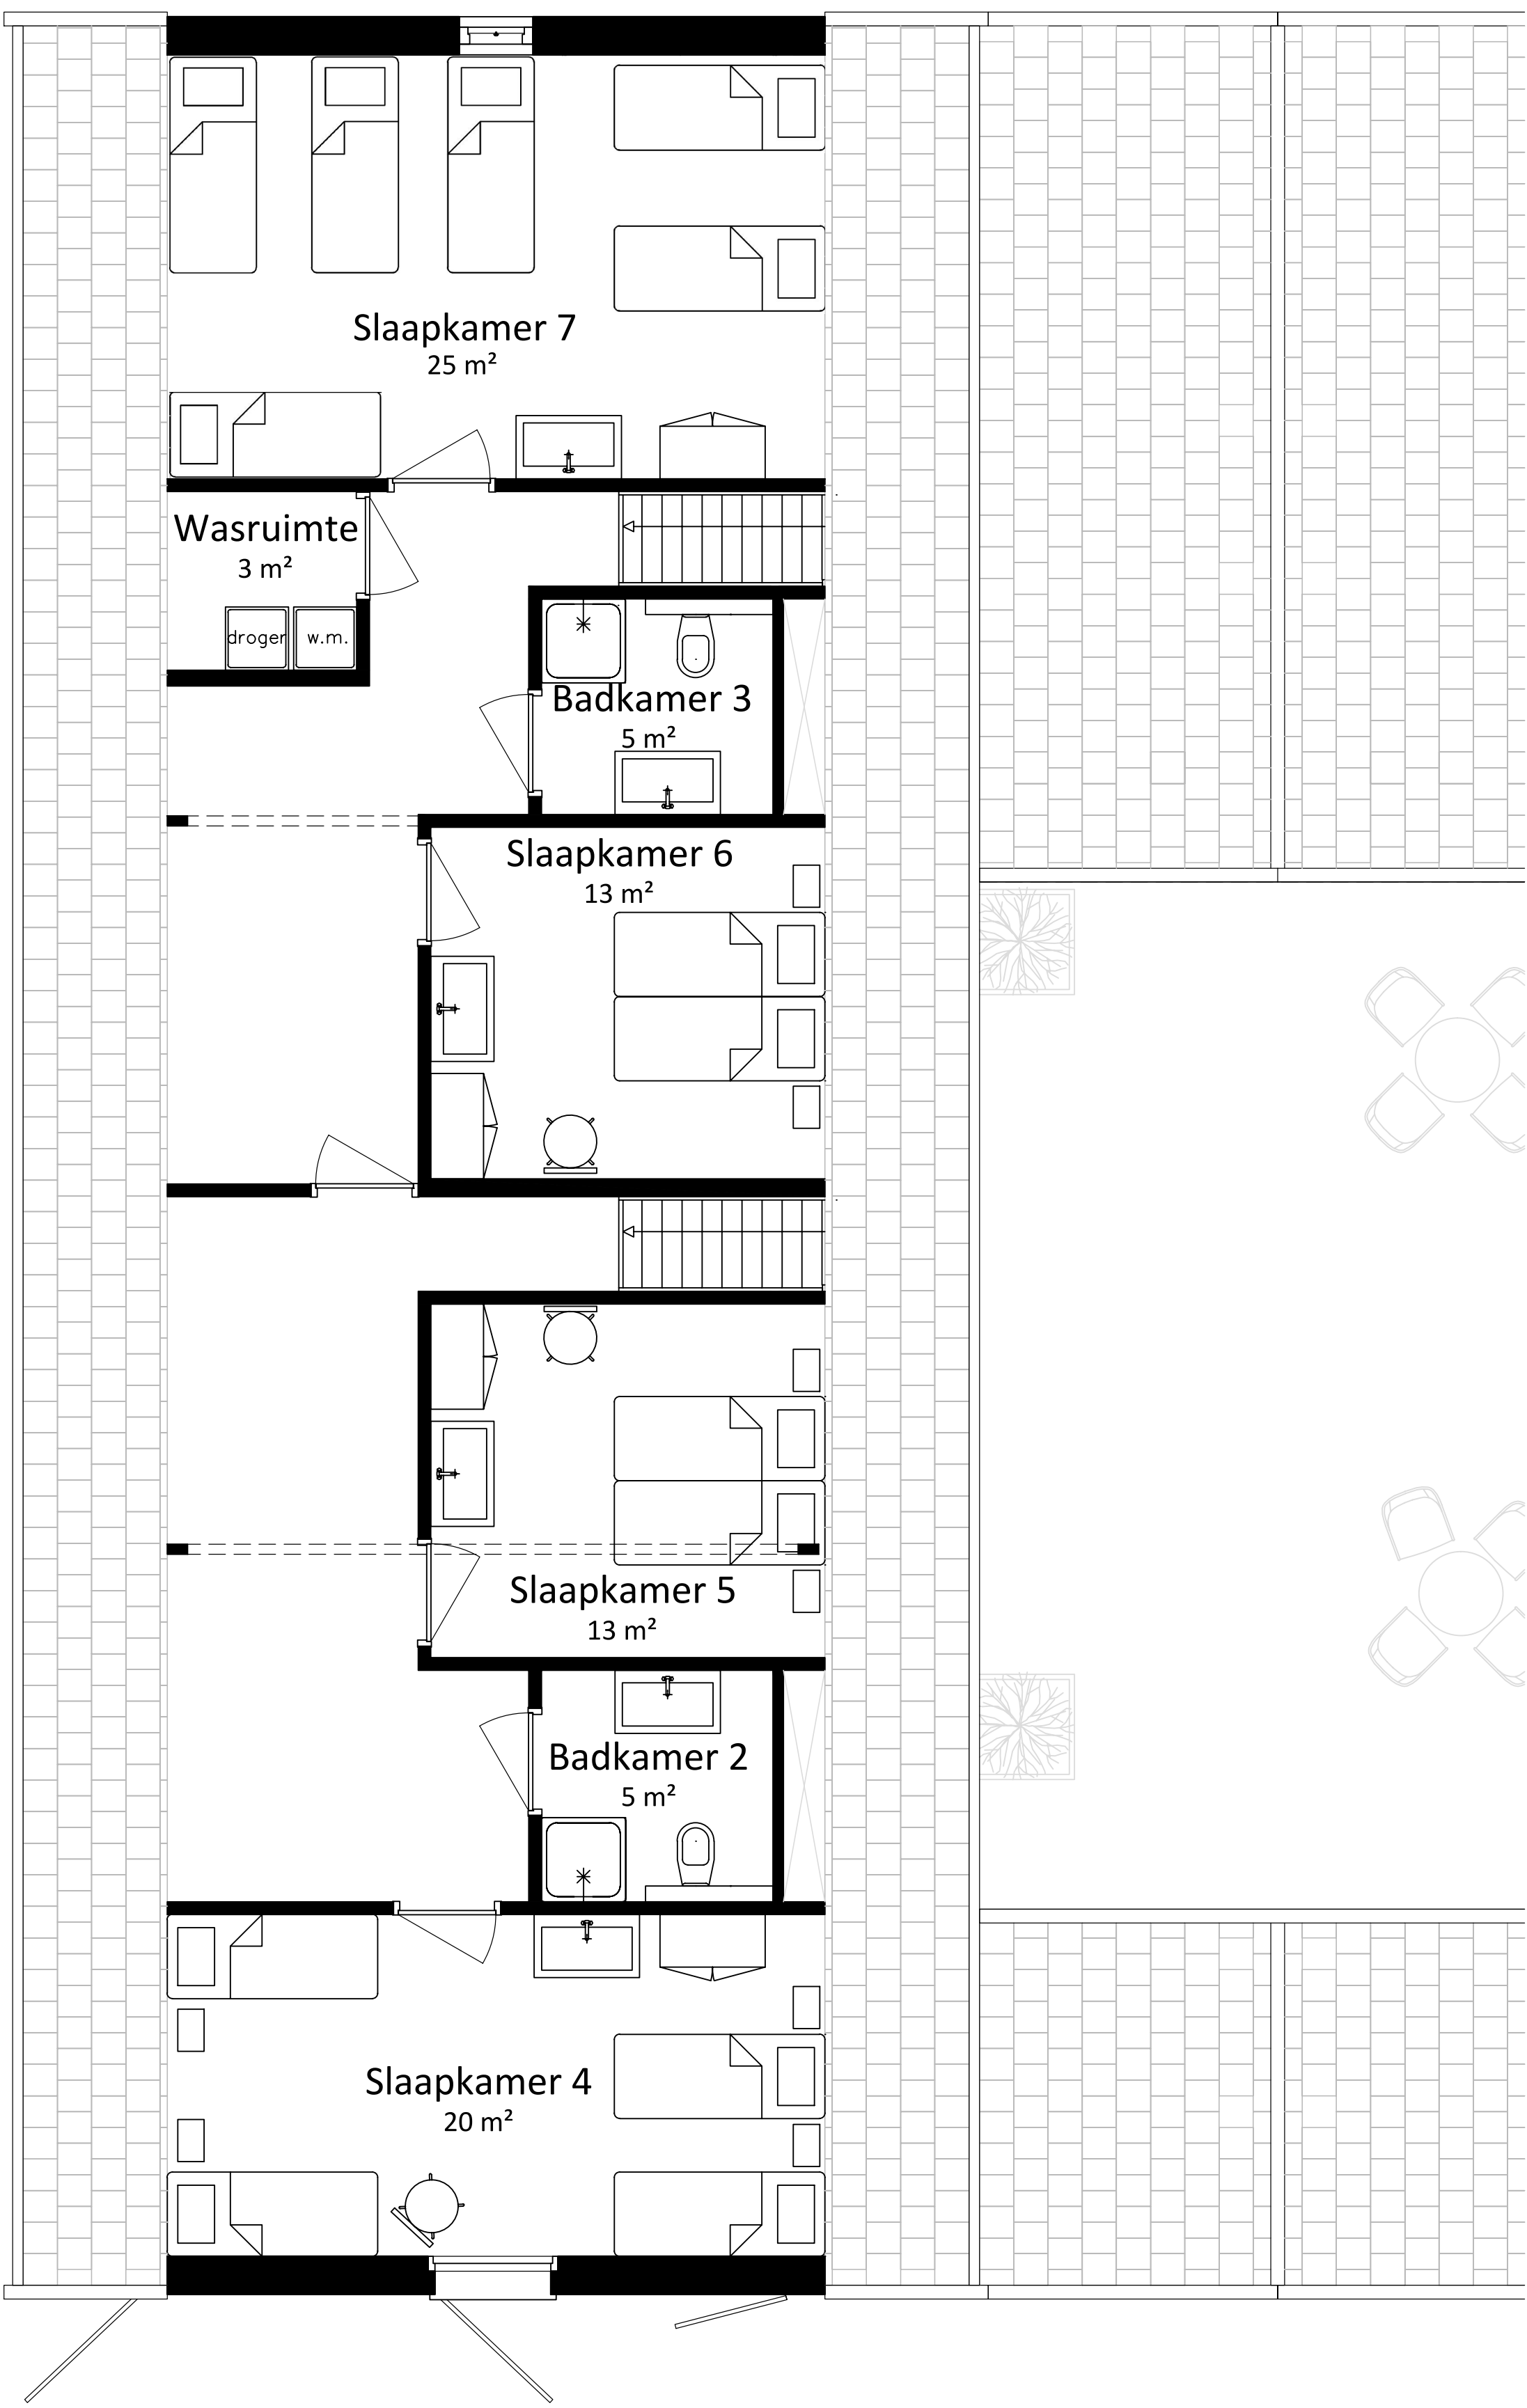 Slaapkamer 7
25 m²
Wasruimte
3 m²
droger
w.m.
Badkamer 3
5 m²
Slaapkamer 6
13 m²
Slaapkamer 5
13 m²
Badkamer 2
5 m²
Slaapkamer 4
20 m²